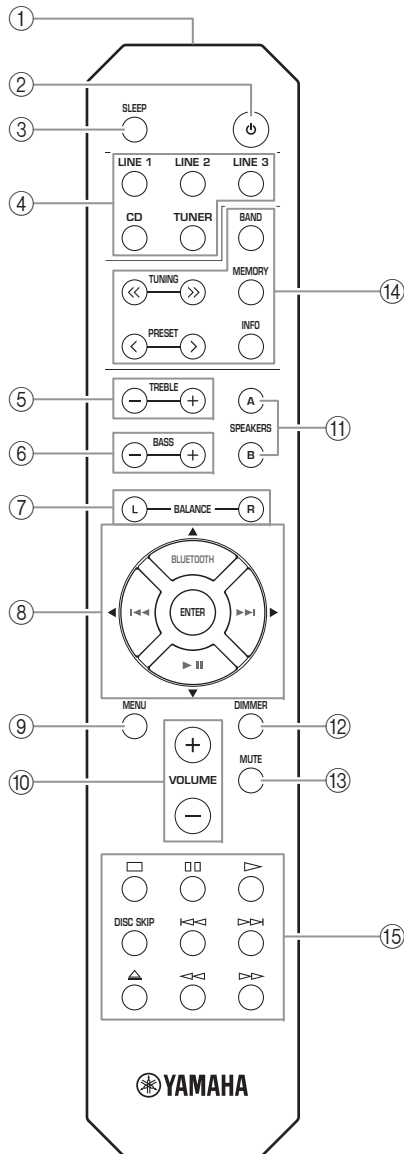 ①
②
SLEEP
③
LINE 1 LINE 2 LINE 3
④
CD TUNER BAND
TUNING MEMORY
⑭
PRESET INFO
⑤ TREBLE A
SPEAKERS ⑪
⑥ BASS B
⑦ L BALANCE R
BLUETOOTH
⑧ ENTER
MENU DIMMER
⑨ ⑫
MUTE
⑩ VOLUME ⑬
DISC SKIP
⑮
YAMAHA